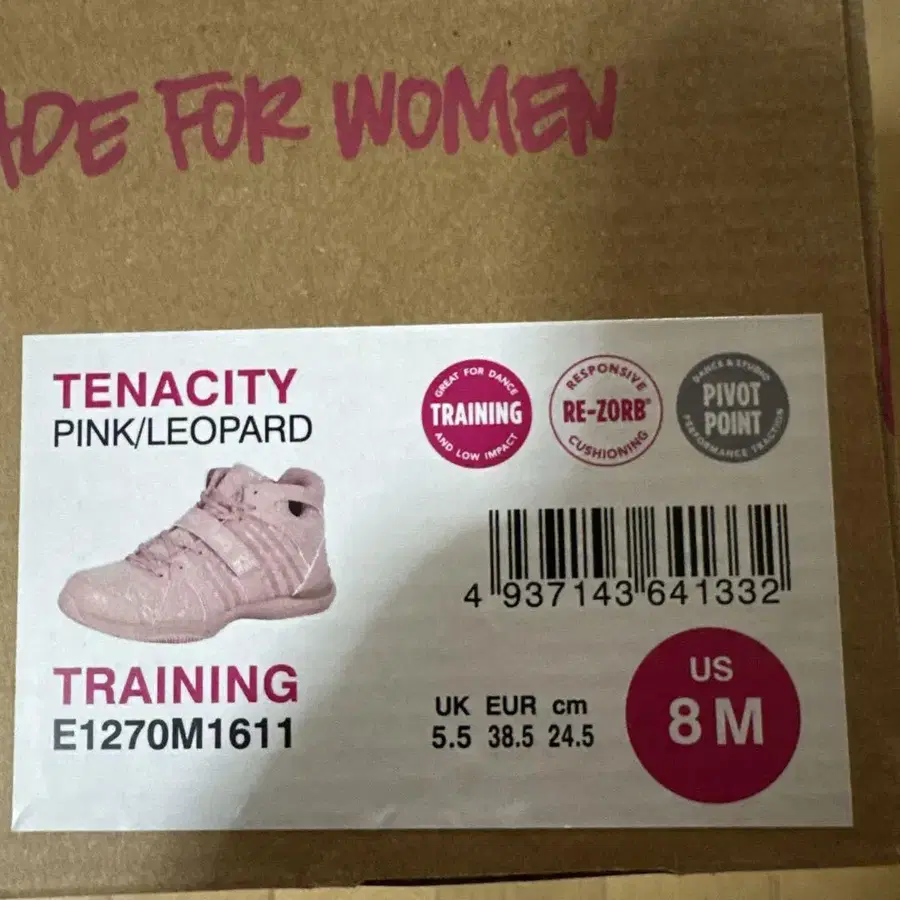 ADE FOR WOMEN
TENACITY
PINK/LEOPARD
GREAT FOR DANCE
TRAINING
AND LOW IMPACT
RESPONSIVE
RE-ZORB®
CUSHIONING
DANCE & STUDIO
PIVOT
POINT
PERFORMANCE TRACTION
4 937143 641332
TRAINING
E1270M1611
UK EUR cm
5.5 38.5 24.5
US
8 M